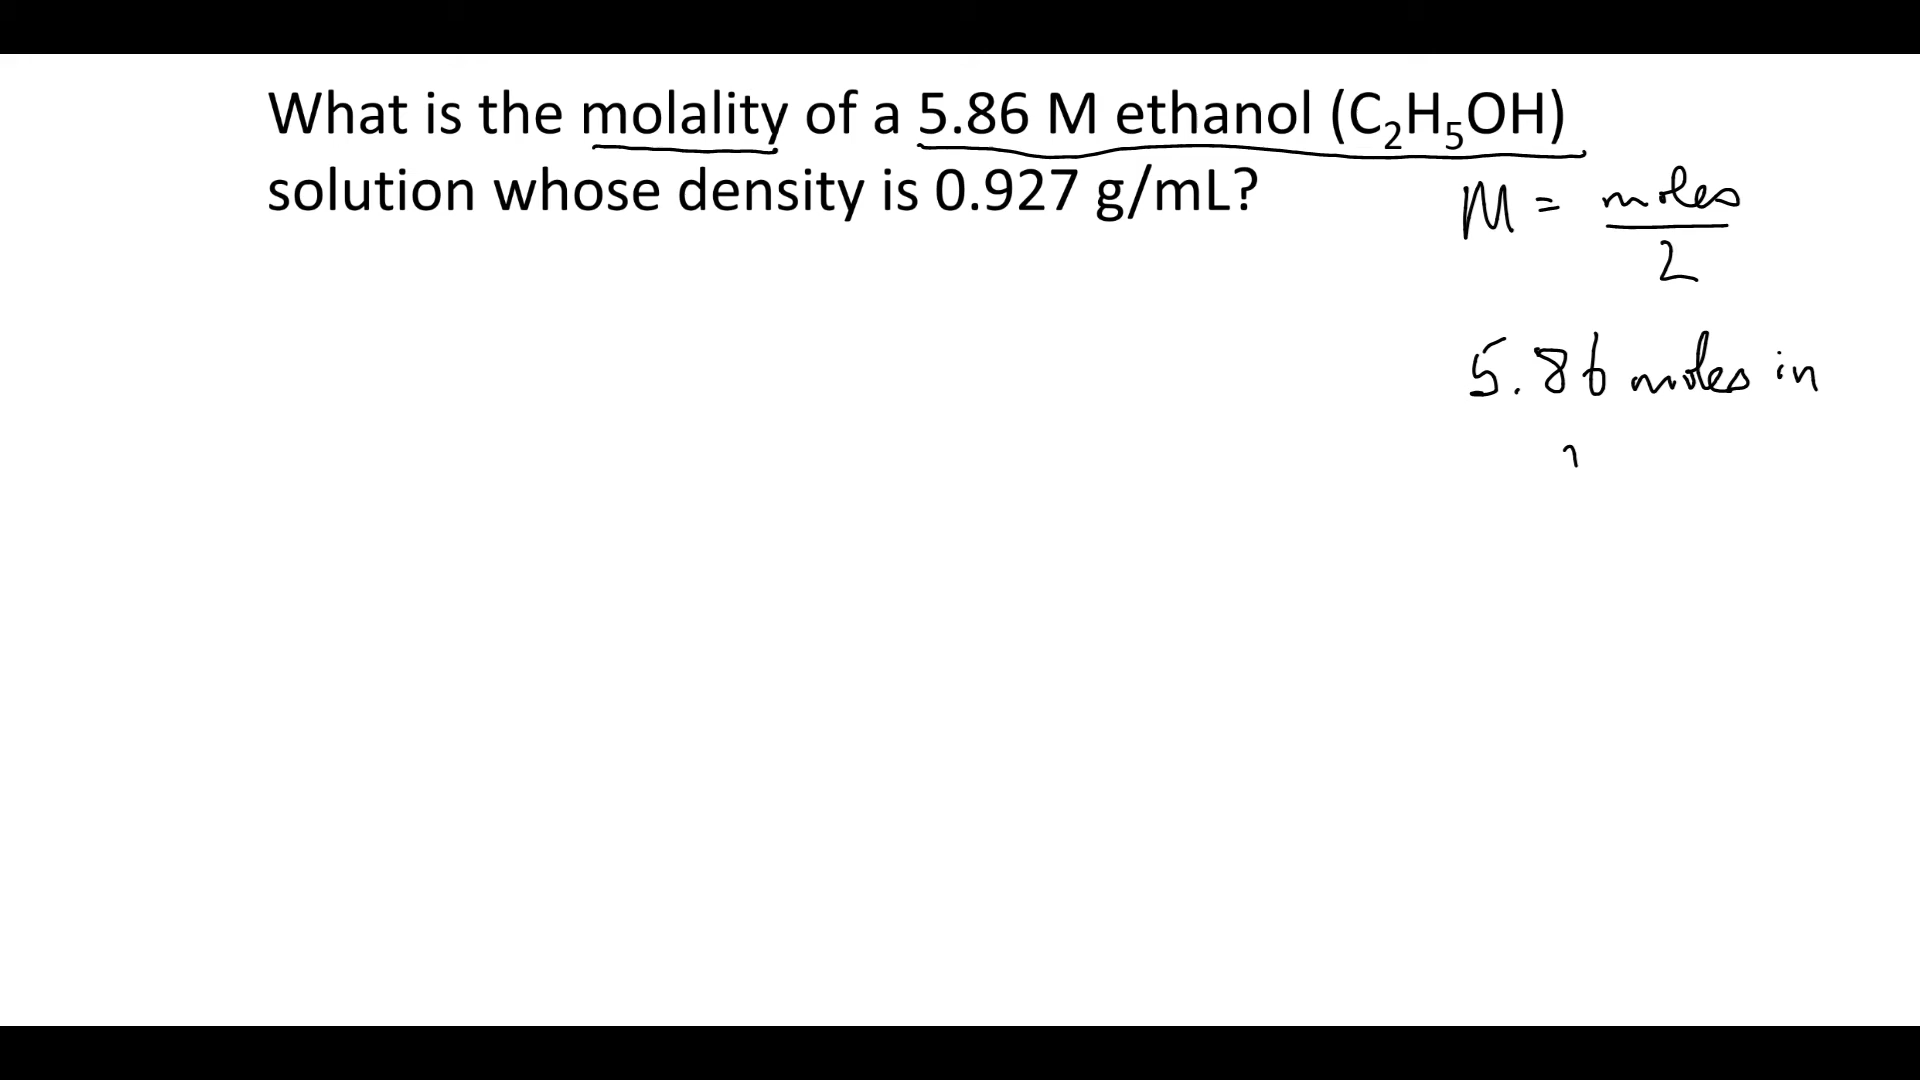 What is the molality of a 5.86 M ethanol (C₂H₅OH)
solution whose density is 0.927 g/mL?
M = moles
2
5.86 moles in